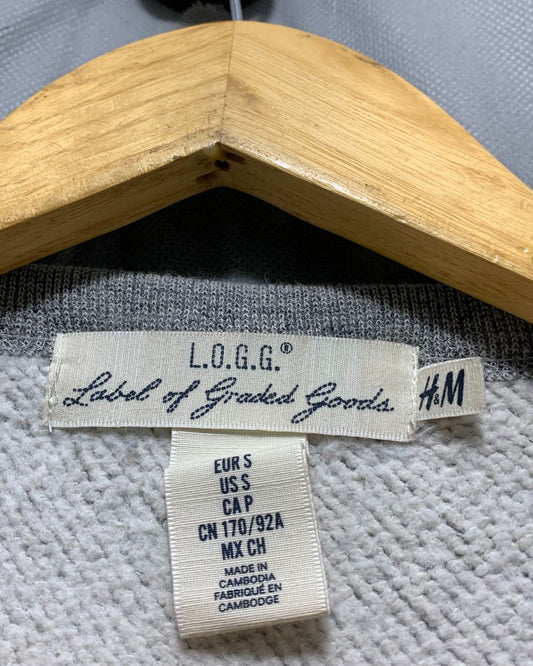 L.O.G.G.®
Label of Graded Goods
H&M
EUR S
US S
CA P
CN 170/92A
MX CH
MADE IN
CAMBODIA
FABRIQUÉ EN
CAMBODGE